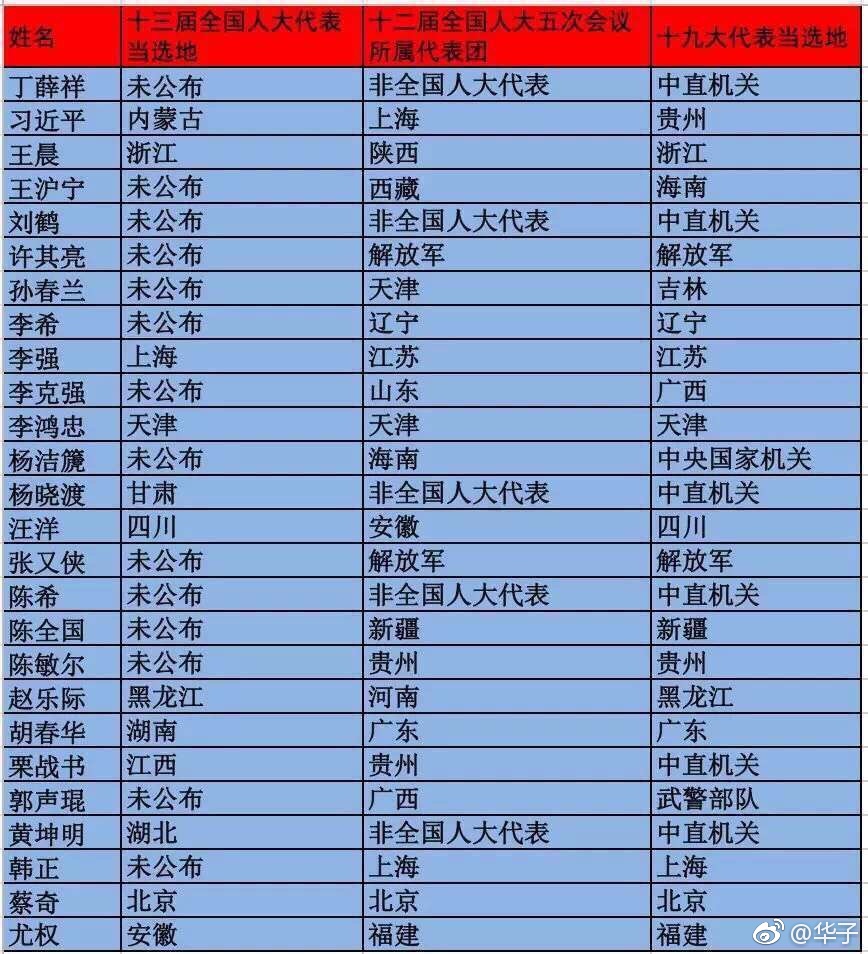 姓名 十三届全国人大代表当选地 十二届全国人大五次会议所属代表团 十九大代表当选地
丁薛祥 未公布 非全国人大代表 中直机关
习近平 内蒙古 上海 贵州
王晨 浙江 陕西 浙江
王沪宁 未公布 西藏 海南
刘鹤 未公布 非全国人大代表 中直机关
许其亮 未公布 解放军 解放军
孙春兰 未公布 天津 吉林
李希 未公布 辽宁 辽宁
李强 上海 江苏 江苏
李克强 未公布 山东 广西
李鸿忠 天津 天津 天津
杨洁篪 未公布 海南 中央国家机关
杨晓渡 甘肃 非全国人大代表 中直机关
汪洋 四川 安徽 四川
张又侠 未公布 解放军 解放军
陈希 未公布 非全国人大代表 中直机关
陈全国 未公布 新疆 新疆
陈敏尔 未公布 贵州 贵州
赵乐际 黑龙江 河南 黑龙江
胡春华 湖南 广东 广东
栗战书 江西 贵州 中直机关
郭声琨 未公布 广西 武警部队
黄坤明 湖北 非全国人大代表 中直机关
韩正 未公布 上海 上海
蔡奇 北京 北京 北京
尤权 安徽 福建 福建
@华子